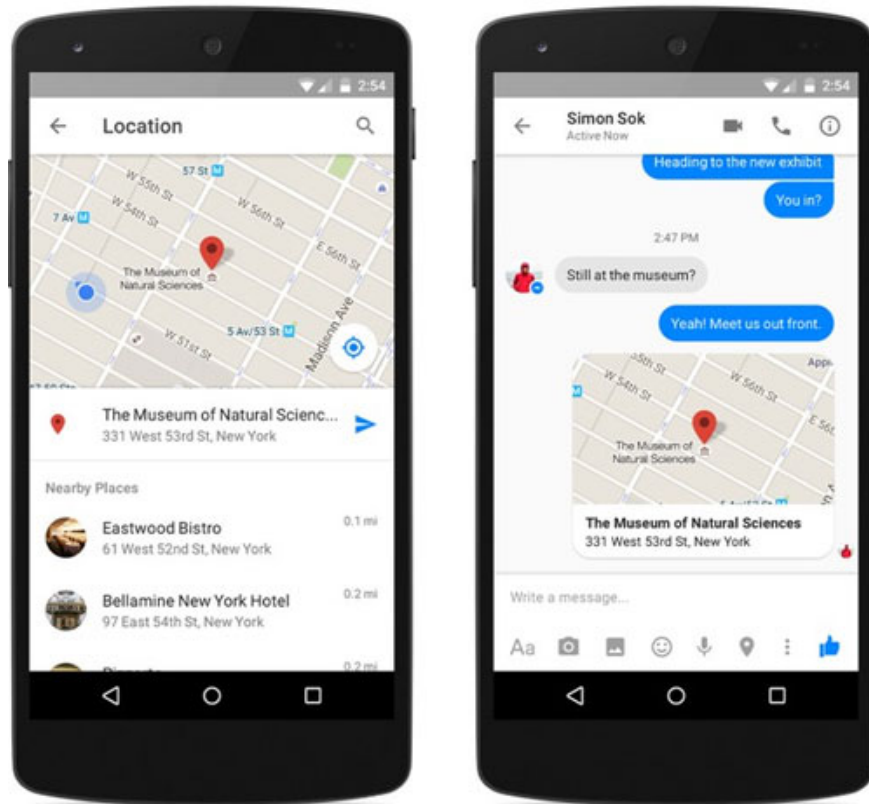 2:54
Location
57 St M
W 55th St
W 54th St
W 56th St
7 Av M
E 56th St
The Museum of
Natural Sciences
5 Av/53 St M
W 51st St
Madison Ave
The Museum of Natural Scienc...
331 West 53rd St, New York
Nearby Places
Eastwood Bistro
0.1 mi
61 West 52nd St, New York
Bellamine New York Hotel
0.2 mi
97 East 54th St, New York
0.2 mi
2:54
Simon Sok
Active Now
Heading to the new exhibit
You in?
2:47 PM
Still at the museum?
Yeah! Meet us out front.
55th St
W 54th St
W 56th St
The Museum of
Natural Sciences
The Museum of Natural Sciences
331 West 53rd St, New York
Write a message...
Aa